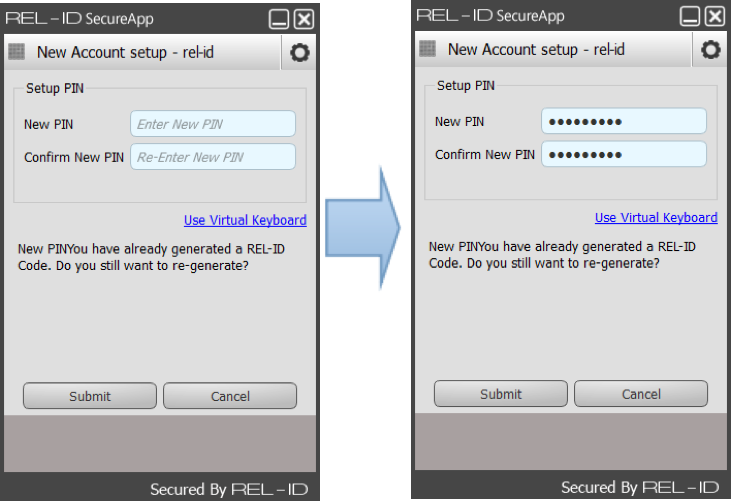 REL-ID SecureApp
New Account setup - rel-id
Setup PIN
New PIN
Enter New PIN
Confirm New PIN
Re-Enter New PIN
Use Virtual Keyboard
New PINYou have already generated a REL-ID
Code. Do you still want to re-generate?
Submit
Cancel
Secured By REL-ID
REL-ID SecureApp
New Account setup - rel-id
Setup PIN
New PIN
●●●●●●●●●
Confirm New PIN
●●●●●●●●●
Use Virtual Keyboard
New PINYou have already generated a REL-ID
Code. Do you still want to re-generate?
Submit
Cancel
Secured By REL-ID